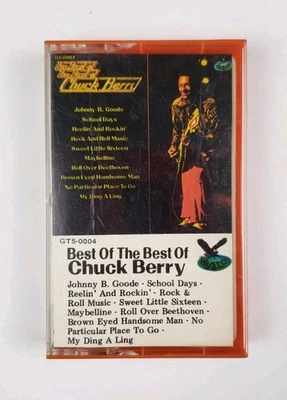 GT5-0004
The Best of
The Best of
Chuck Berry
Johnny B. Goode
School Days
Reelin' And Rockin'
Rock And Roll Music
Sweet Little Sixteen
Maybelline
Roll Over Beethoven
Brown Eyed Handsome Man
No Particular Place To Go
My Ding A Ling
GT5-0004
Best Of The Best Of
Chuck Berry
Johnny B. Goode - School Days -
Reelin' And Rockin' - Rock &
Roll Music - Sweet Little Sixteen -
Maybelline - Roll Over Beethoven -
Brown Eyed Handsome Man - No
Particular Place To Go -
My Ding A Ling